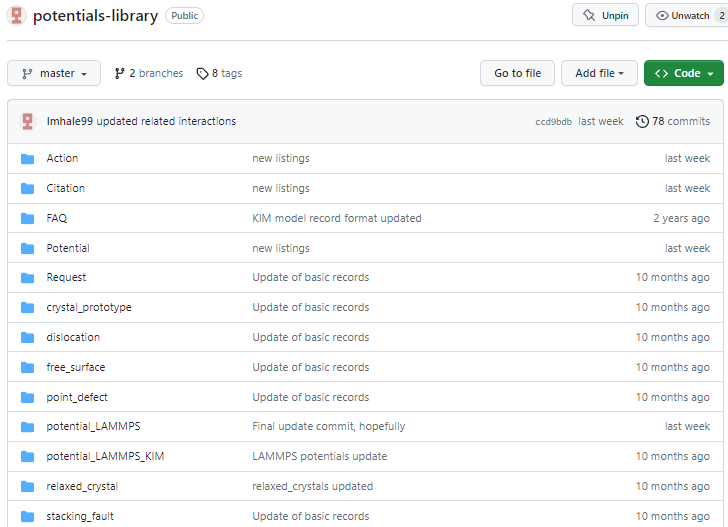 potentials-library Public Unpin Unwatch 2
master 2 branches 8 tags Go to file Add file Code
lmhale99 updated related interactions ccd9bdb last week 78 commits
Action new listings last week
Citation new listings last week
FAQ KIM model record format updated 2 years ago
Potential new listings last week
Request Update of basic records 10 months ago
crystal_prototype Update of basic records 10 months ago
dislocation Update of basic records 10 months ago
free_surface Update of basic records 10 months ago
point_defect Update of basic records 10 months ago
potential_LAMMPS Final update commit, hopefully last week
potential_LAMMPS_KIM LAMMPS potentials update 10 months ago
relaxed_crystal relaxed_crystals updated 10 months ago
stacking_fault Update of basic records 10 months ago